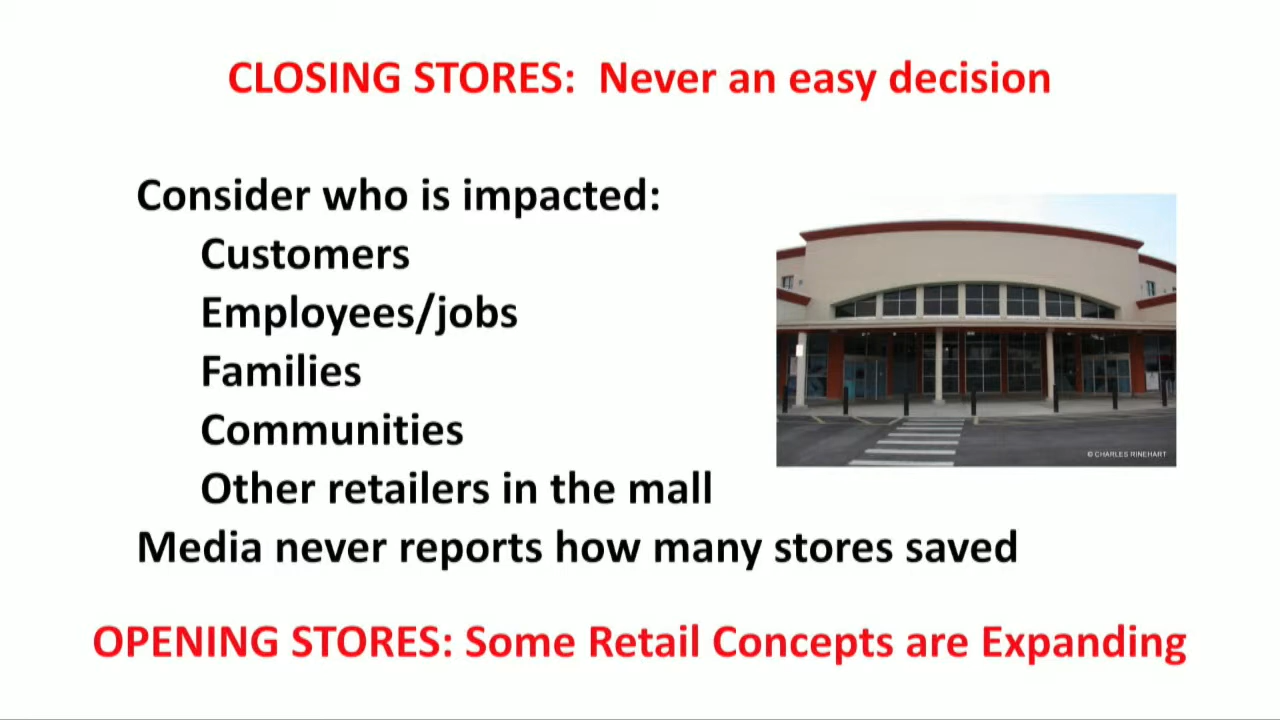 CLOSING STORES:  Never an easy decision
Consider who is impacted:
Customers
Employees/jobs
Families
Communities
Other retailers in the mall
© CHARLES RINEHART
Media never reports how many stores saved
OPENING STORES: Some Retail Concepts are Expanding